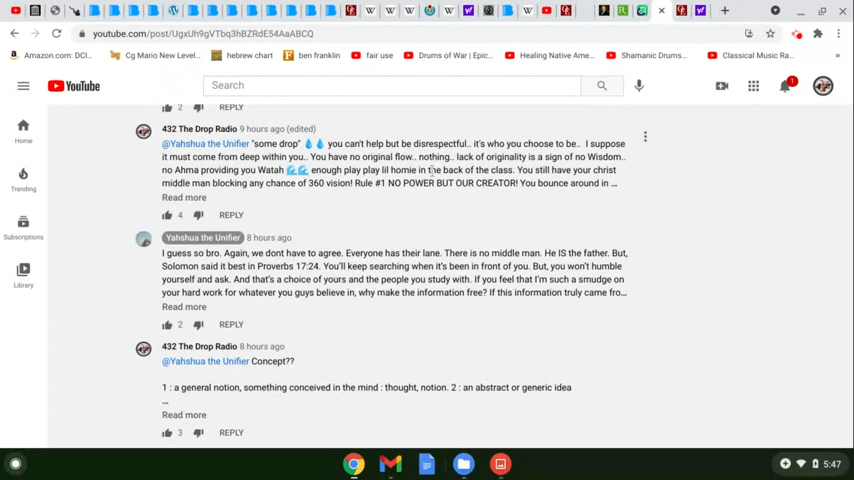 youtube.com/post/UgxUh9gVTbq3hBZRdE54AaABCQ
Amazon.com: DCI...
Cg Mario New Level...
hebrew chart
ben franklin
fair use
Drums of War | Epic...
Healing Native Ame...
Shamanic Drums...
Classical Music Rad...
YouTube
Search
1
Home
Trending
Subscriptions
Library
2 REPLY
432 The Drop Radio 9 hours ago (edited)
@Yahshua the Unifier "some drop" 💧💧 you can't help but be disrespectful.. it's who you choose to be.. I suppose
it must come from deep within you.. You have no original flow.. nothing.. lack of originality is a sign of no Wisdom..
no Ahma providing you Watah 🌊🌊 enough play play lil homie in the back of the class. You still have your christ
middle man blocking any chance of 360 vision! Rule #1 NO POWER BUT OUR CREATOR! You bounce around in ...
Read more
4 REPLY
Yahshua the Unifier 8 hours ago
I guess so bro. Again, we dont have to agree. Everyone has their lane. There is no middle man. He IS the father. But,
Solomon said it best in Proverbs 17:24. You'll keep searching when it's been in front of you. But, you won't humble
yourself and ask. And that's a choice of yours and the people you study with. If you feel that I'm such a smudge on
your hard work for whatever you guys believe in, why make the information free? If this information truly came fro...
Read more
2 REPLY
432 The Drop Radio 8 hours ago
@Yahshua the Unifier Concept??
1 : a general notion, something conceived in the mind : thought, notion. 2 : an abstract or generic idea
...
Read more
3 REPLY
5:47